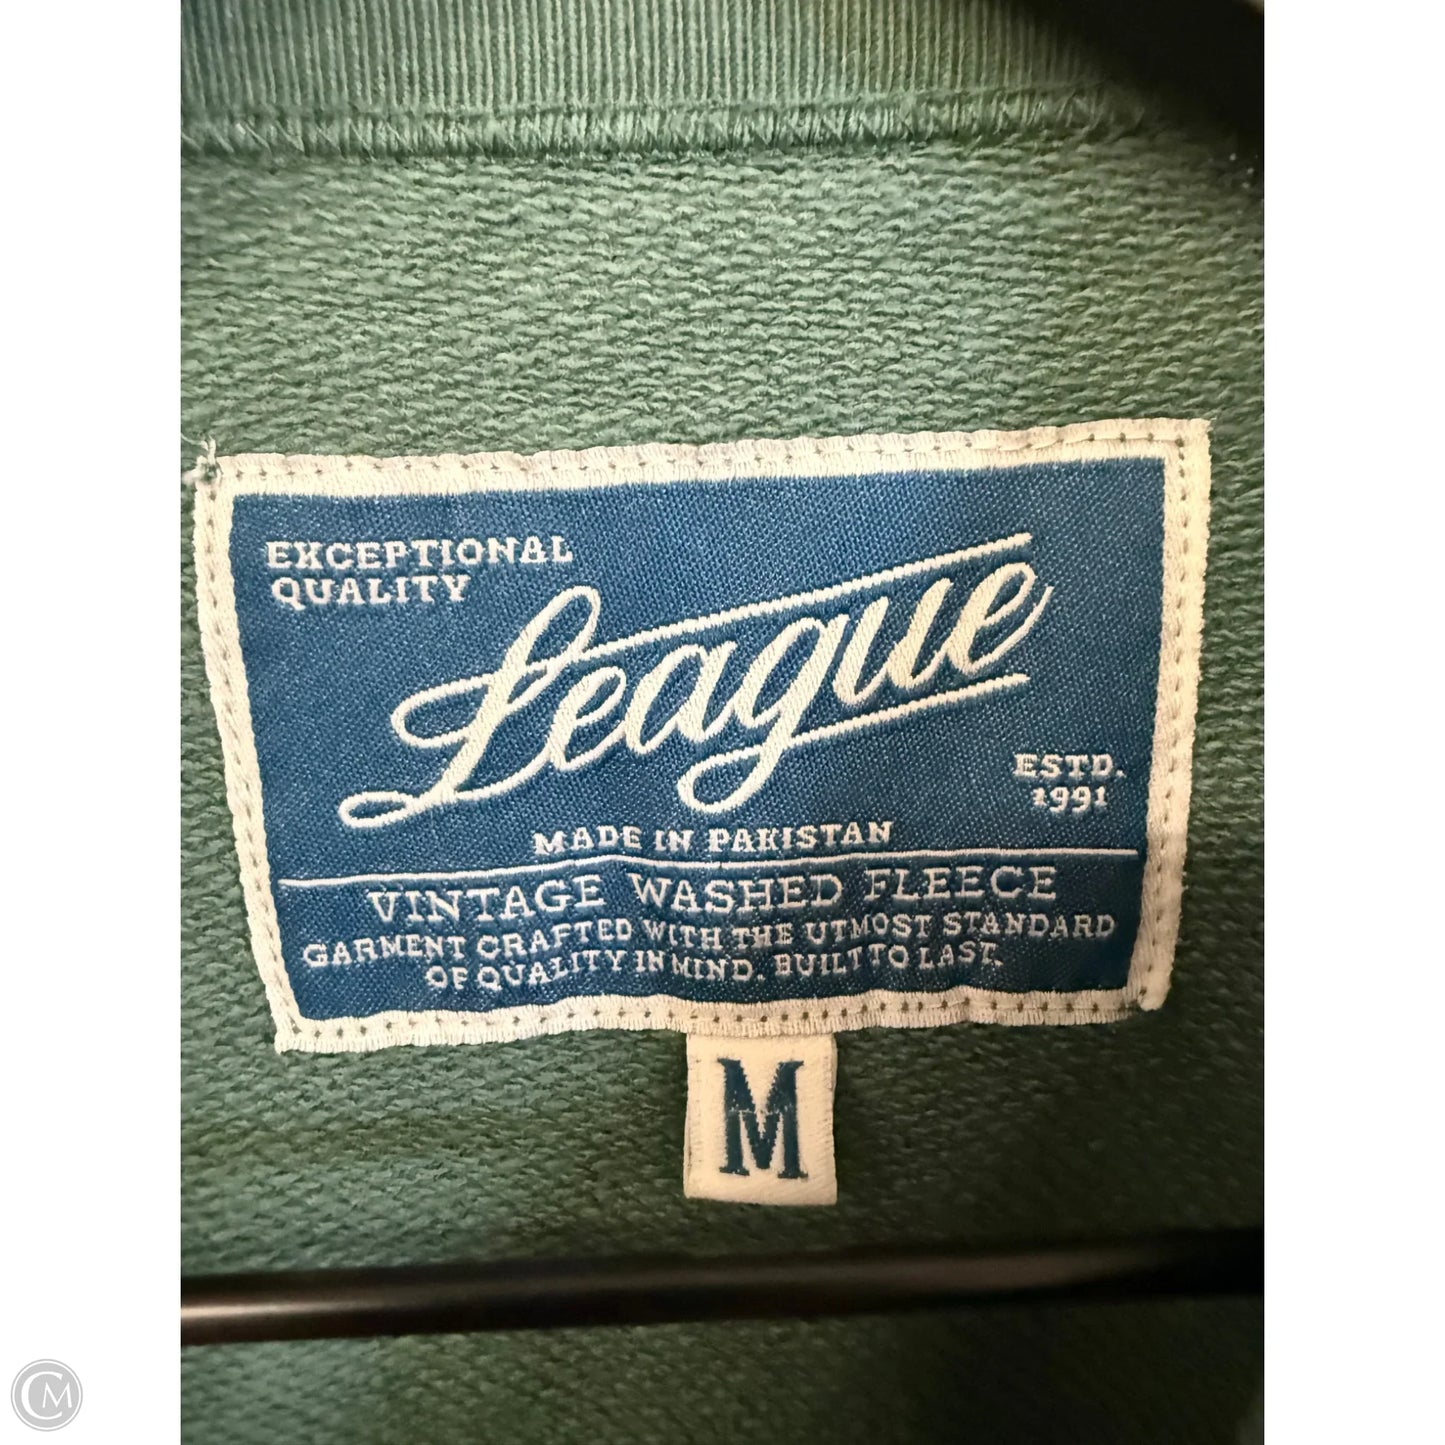 EXCEPTIONAL
QUALITY
League
ESTD.
1991
MADE IN PAKISTAN
VINTAGE WASHED FLEECE
GARMENT CRAFTED WITH THE UTMOST STANDARD
OF QUALITY IN MIND. BUILT TO LAST.
M
CM